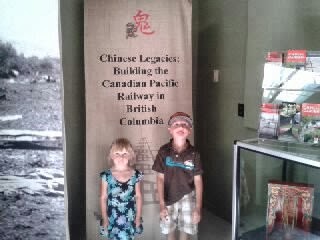 鬼
Chinese Legacies:
Building the
Canadian Pacific
Railway in
British
Columbia